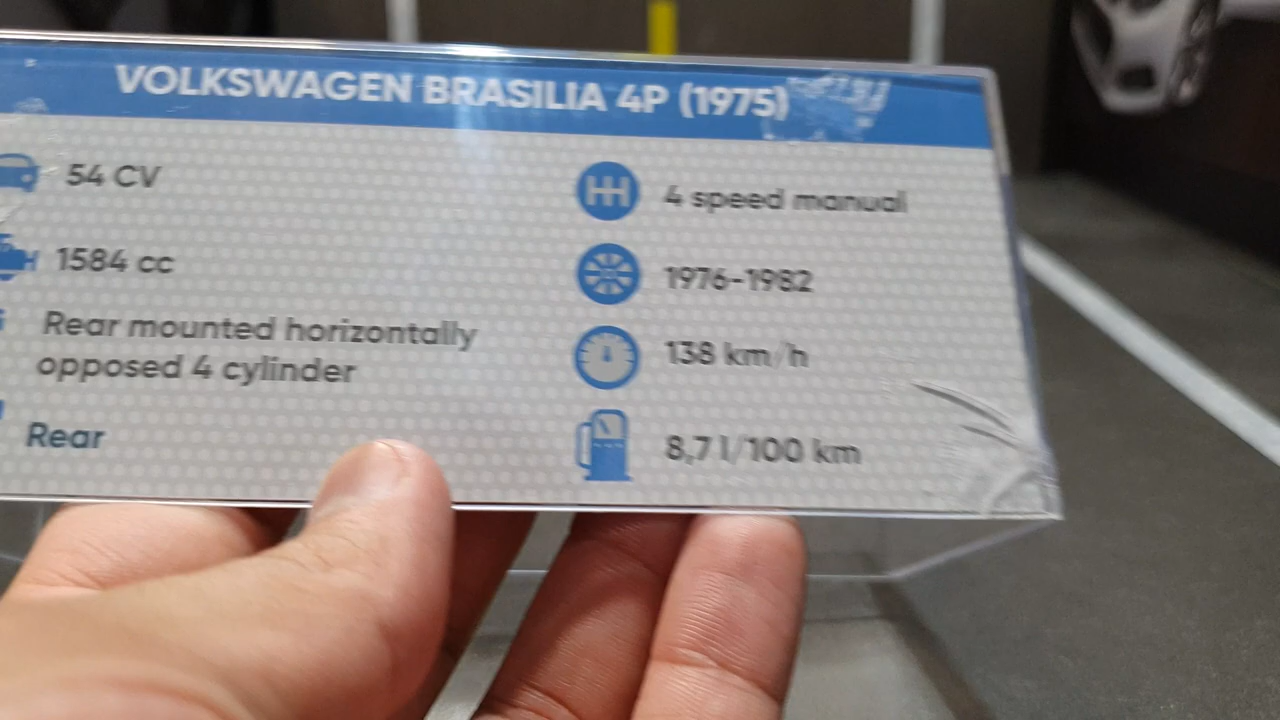 VOLKSWAGEN BRASILIA 4P (1975)
54 CV
1584 cc
Rear mounted horizontally
opposed 4 cylinder
Rear
4 speed manual
1976-1982
138 km/h
8,7 l/100 km